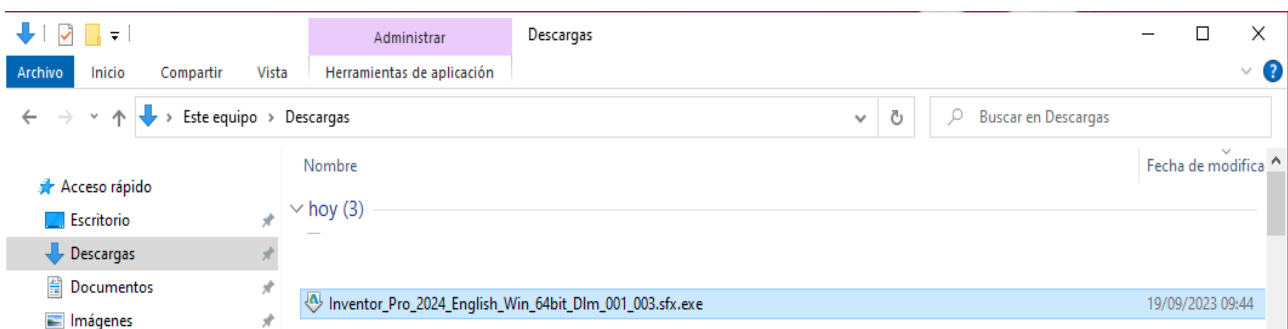 Administrar Descargas
Archivo Inicio Compartir Vista Herramientas de aplicación
Este equipo Descargas Buscar en Descargas
Nombre Fecha de modifica
Acceso rápido
hoy (3)
Escritorio
Descargas
Documentos
Inventor_Pro_2024_English_Win_64bit_Dlm_001_003.sfx.exe 19/09/2023 09:44
Imágenes